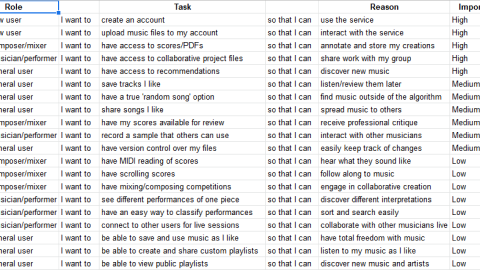 Role Task Reason Impor
w user I want to create an account so that I can use the service High
w user I want to upload music files to my account so that I can interact with the service High
mposer/mixer I want to have access to scores/PDFs so that I can annotate and store my creations High
sician/performer I want to have access to collaborative project files so that I can share work with my group High
neral user I want to have access to recommendations so that I can discover new music High
neral user I want to save tracks I like so that I can listen/review them later Medium
neral user I want to have a true 'random song' option so that I can find music outside of the algorithm Medium
neral user I want to share songs I like so that I can spread music to others Medium
mposer/mixer I want to have my scores available for review so that I can receive professional critique Medium
sician/performer I want to record a sample that others can use so that I can interact with other musicians Medium
neral user I want to have version control over my files so that I can easily keep track of changes Medium
mposer/mixer I want to have MIDI reading of scores so that I can hear what they sound like Low
mposer/mixer I want to have scrolling scores so that I can follow along to music Low
mposer/mixer I want to have mixing/composing competitions so that I can engage in collaborative creation Low
sician/performer I want to see different performances of one piece so that I can discover different interpretations Low
sician/performer I want to have an easy way to classify performances so that I can sort and search easily Low
sician/performer I want to connect to other users for live sessions so that I can collaborate with other musicians live Low
neral user I want to be able to save and use music as I like so that I can have total freedom with music Low
neral user I want to be able to create and share custom playlists so that I can listen to my music as I like Low
neral user I want to be able to view public playlists so that I can discover new music and artists Low